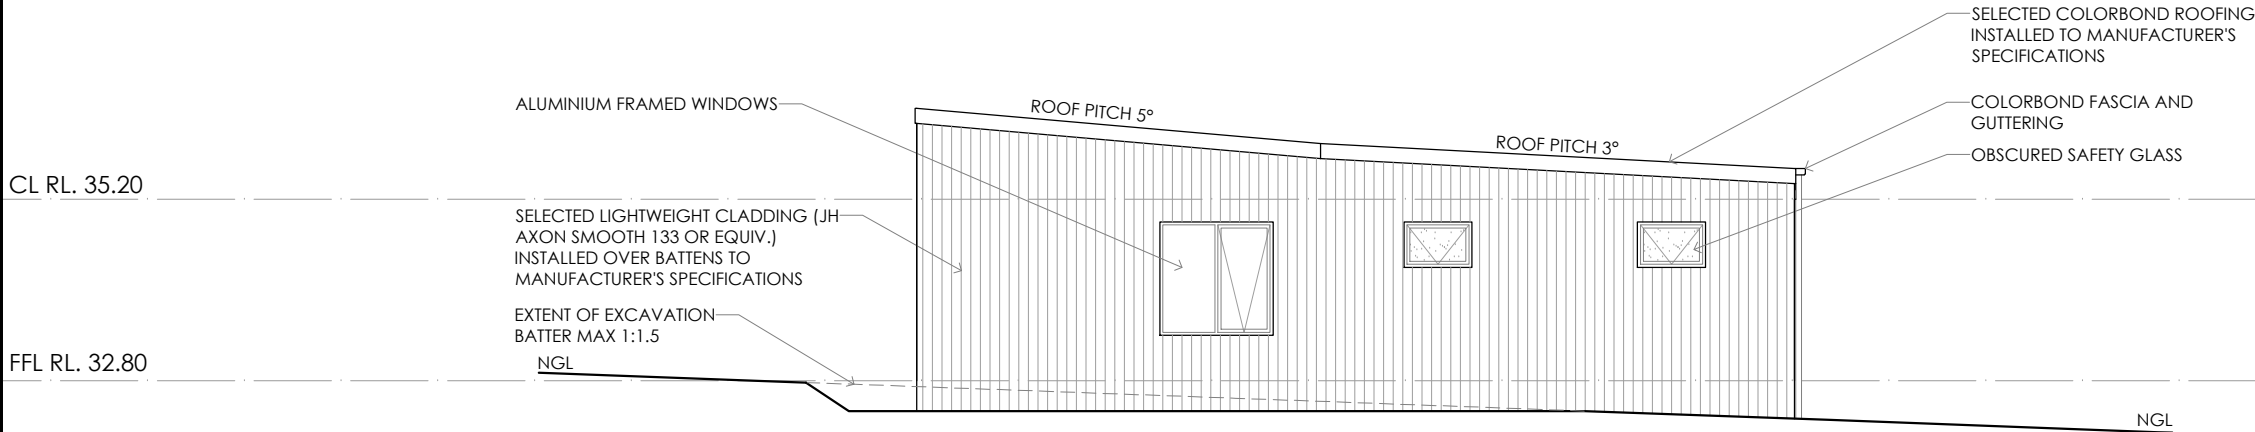 SELECTED COLORBOND ROOFING
INSTALLED TO MANUFACTURER'S
SPECIFICATIONS
ALUMINIUM FRAMED WINDOWS
ROOF PITCH 5°
COLORBOND FASCIA AND
GUTTERING
ROOF PITCH 3°
OBSCURED SAFETY GLASS
CL RL. 35.20
SELECTED LIGHTWEIGHT CLADDING (JH
AXON SMOOTH 133 OR EQUIV.)
INSTALLED OVER BATTENS TO
MANUFACTURER'S SPECIFICATIONS
EXTENT OF EXCAVATION
BATTER MAX 1:1.5
FFL RL. 32.80
NGL
NGL